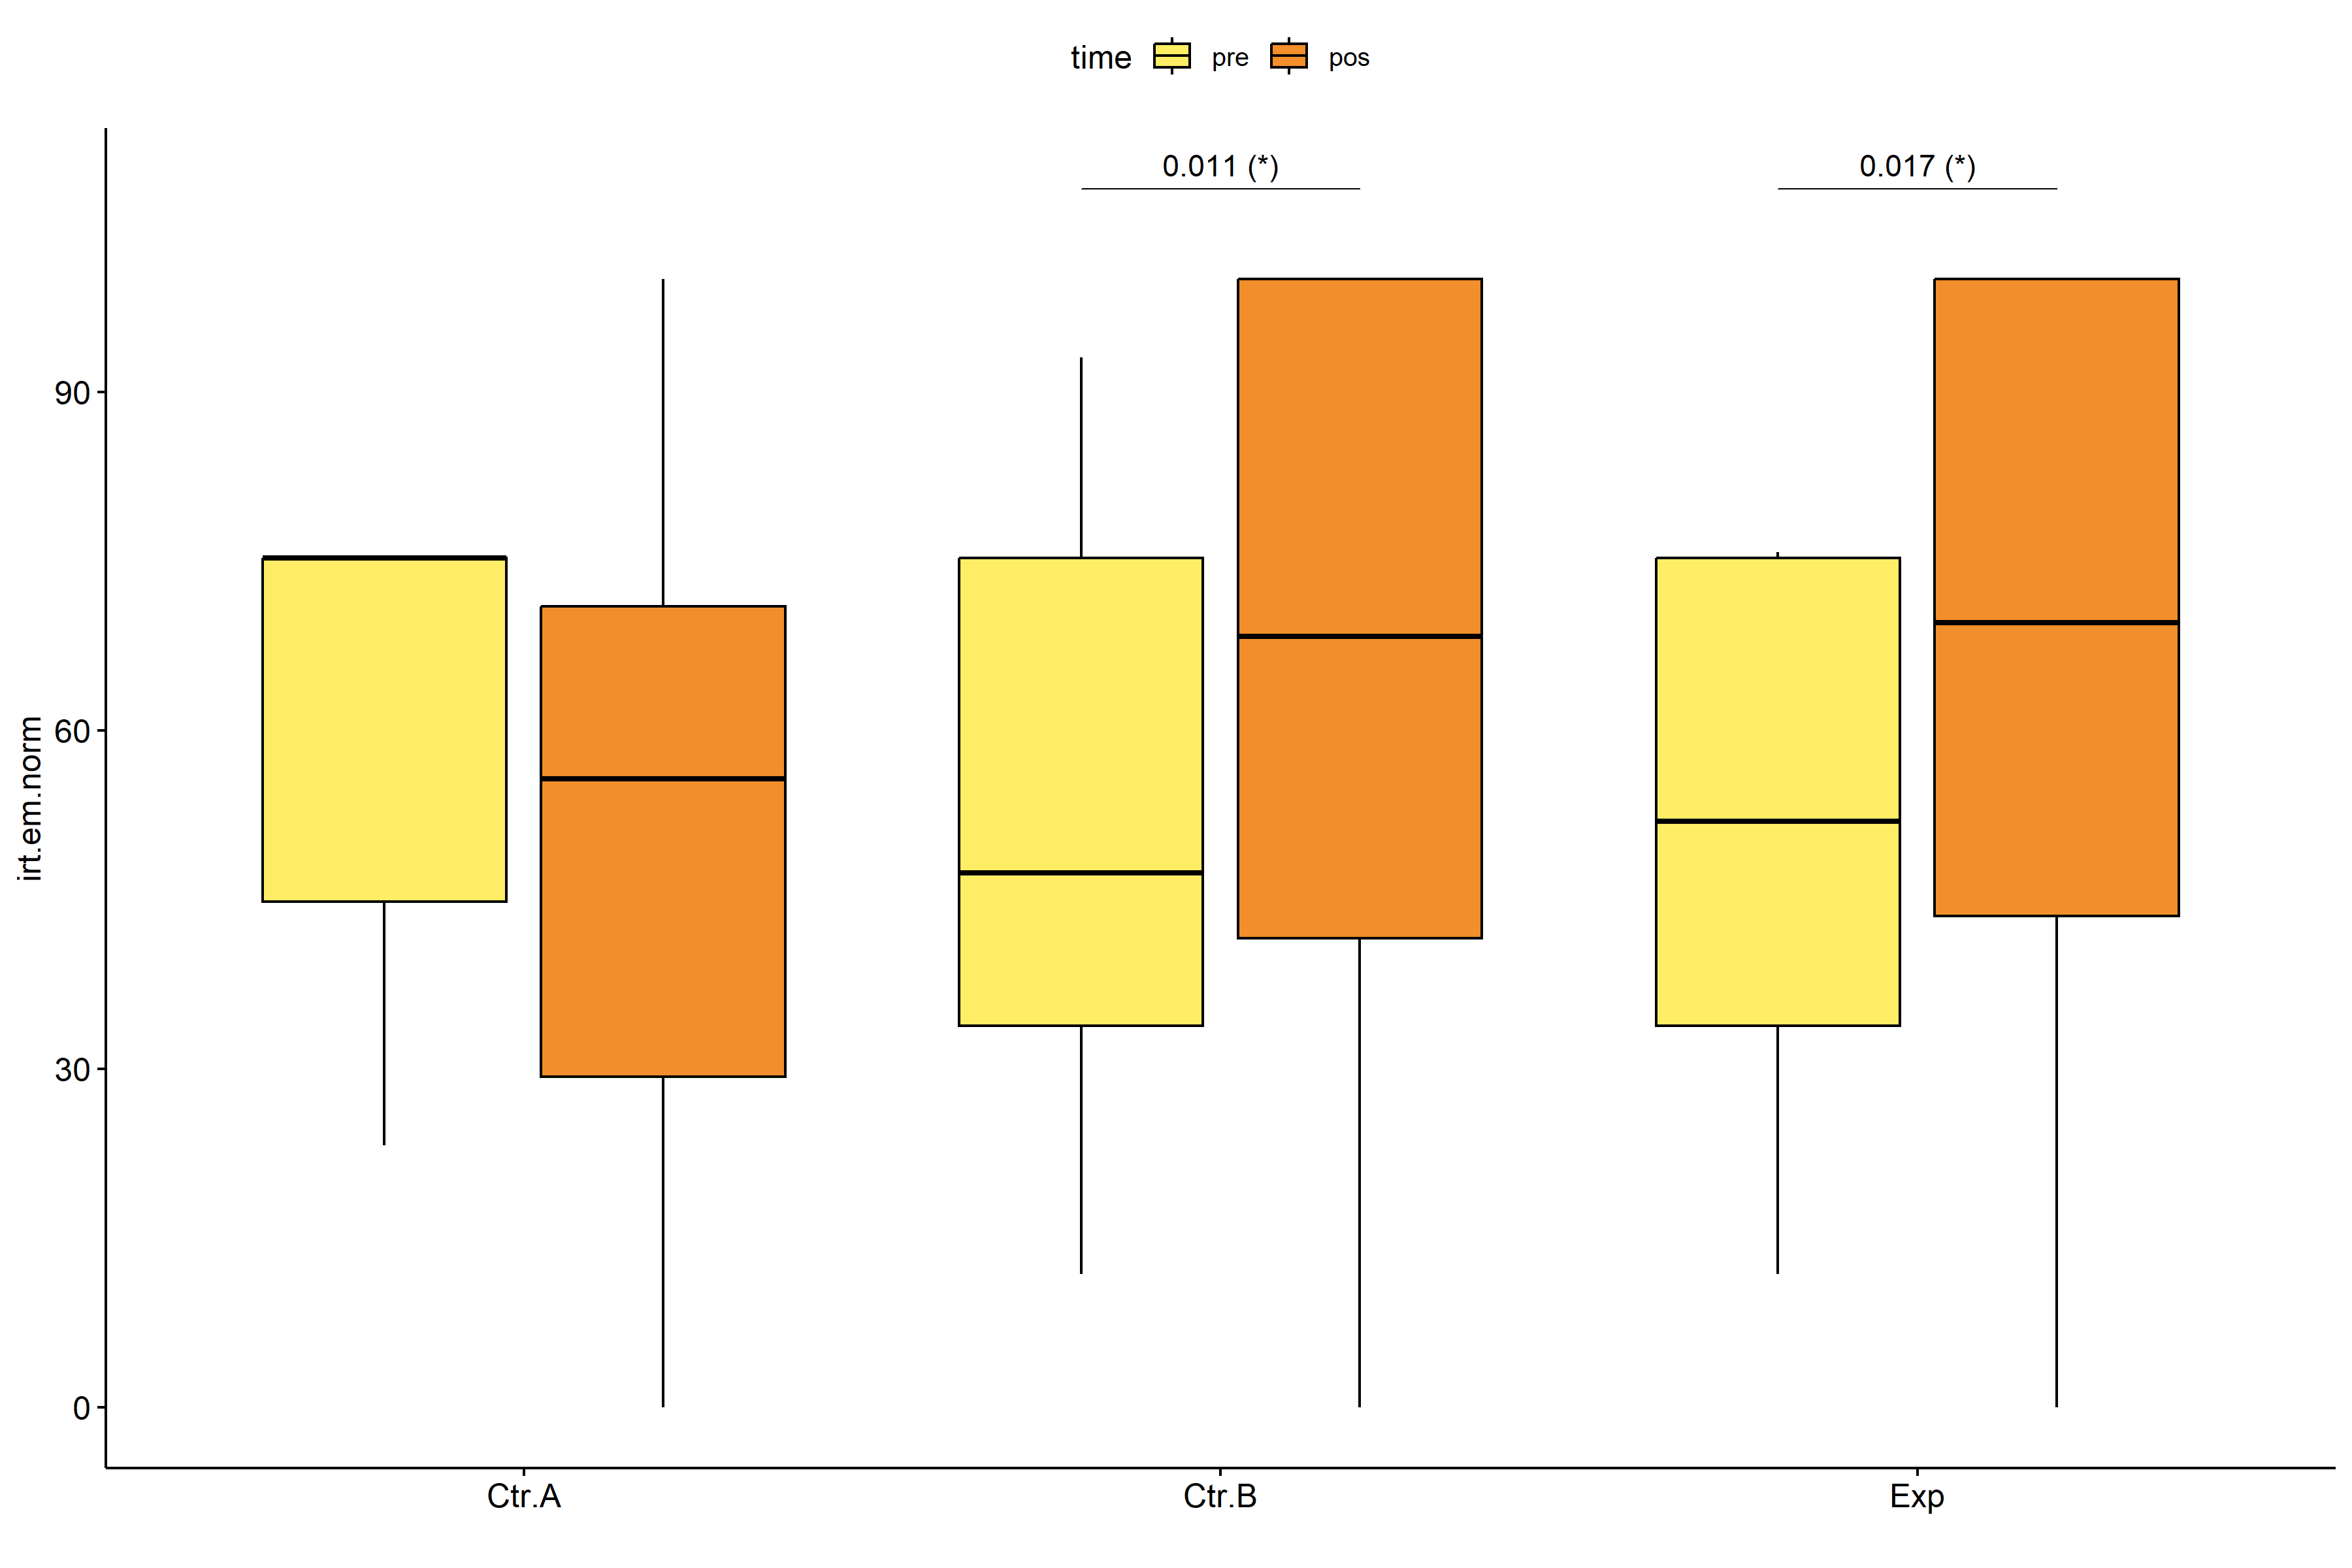 time pre pos
0.011 (*)
0.017 (*)
90
60
30
0
irt.em.norm
Ctr.A
Ctr.B
Exp